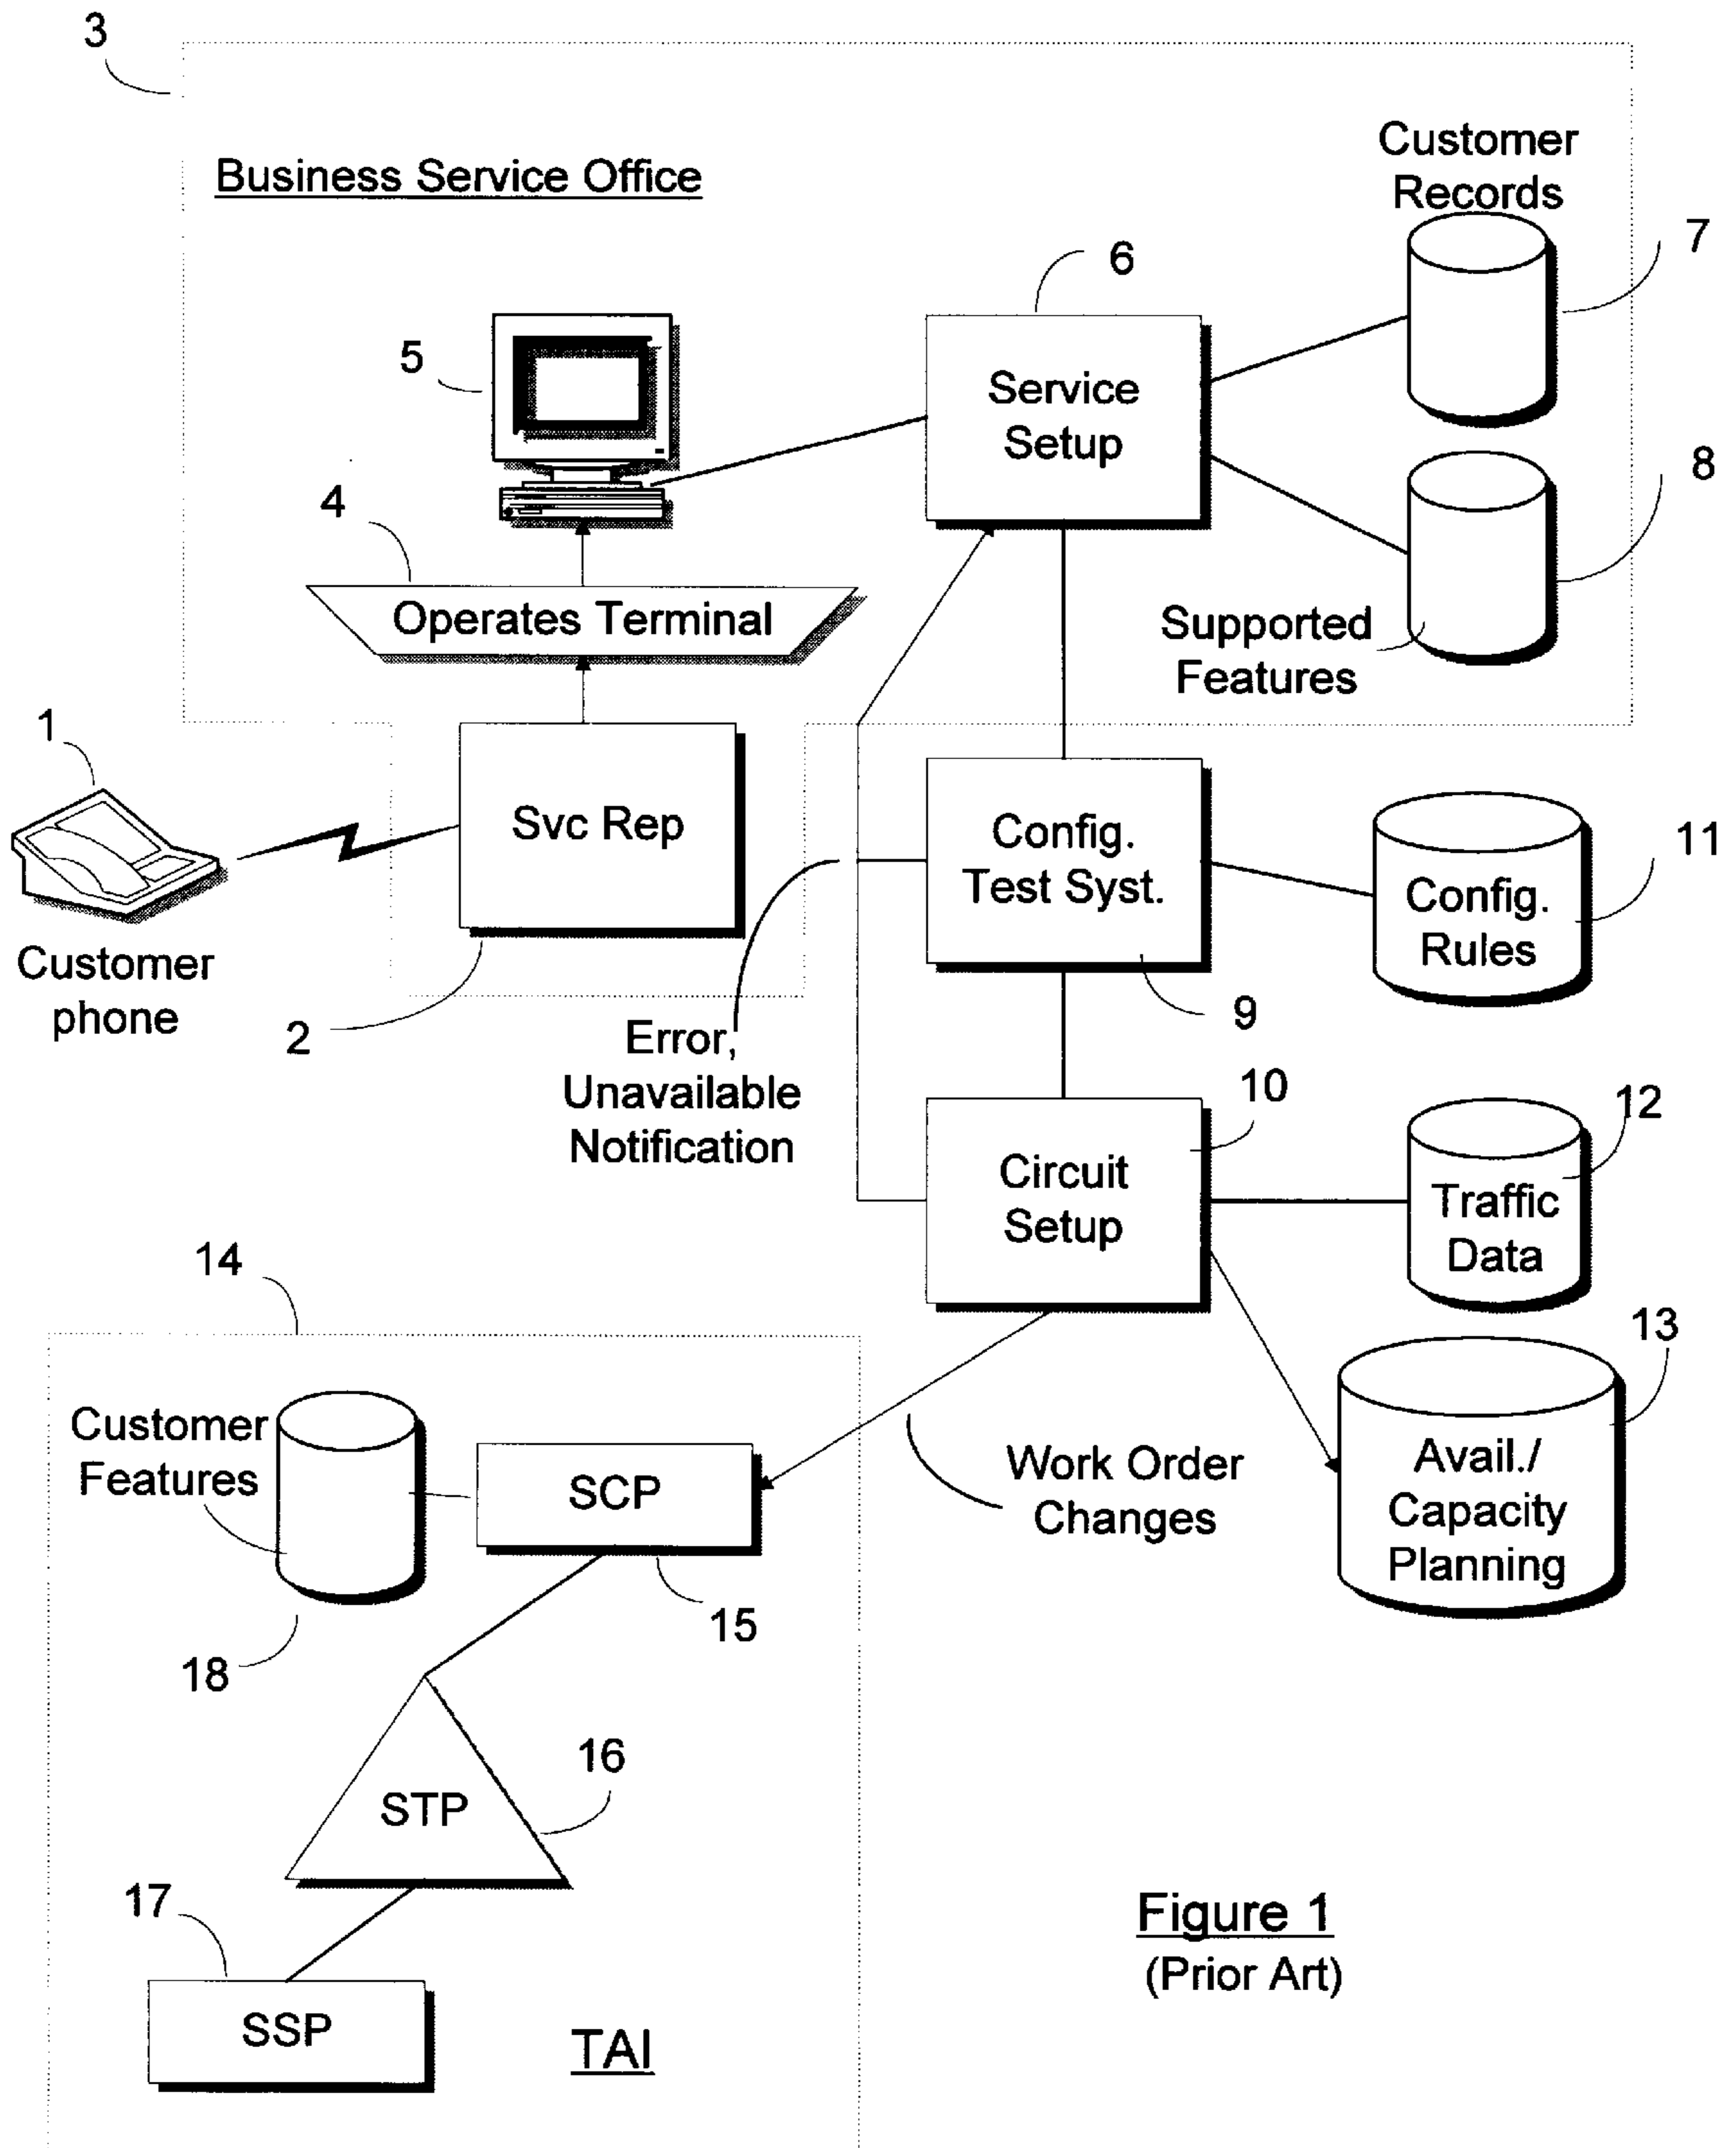 3
Business Service Office
Customer
Records
7
6
5
Service
Setup
8
4
Operates Terminal
Supported
Features
1
Svc Rep
Customer
phone
2
Config.
Test Syst.
9
11
Config.
Rules
Error,
Unavailable
Notification
10
Circuit
Setup
12
Traffic
Data
14
13
Customer
Features
SCP
Work Order
Changes
Avail./
Capacity
Planning
15
18
16
STP
17
SSP
TAI
Figure 1
(Prior Art)